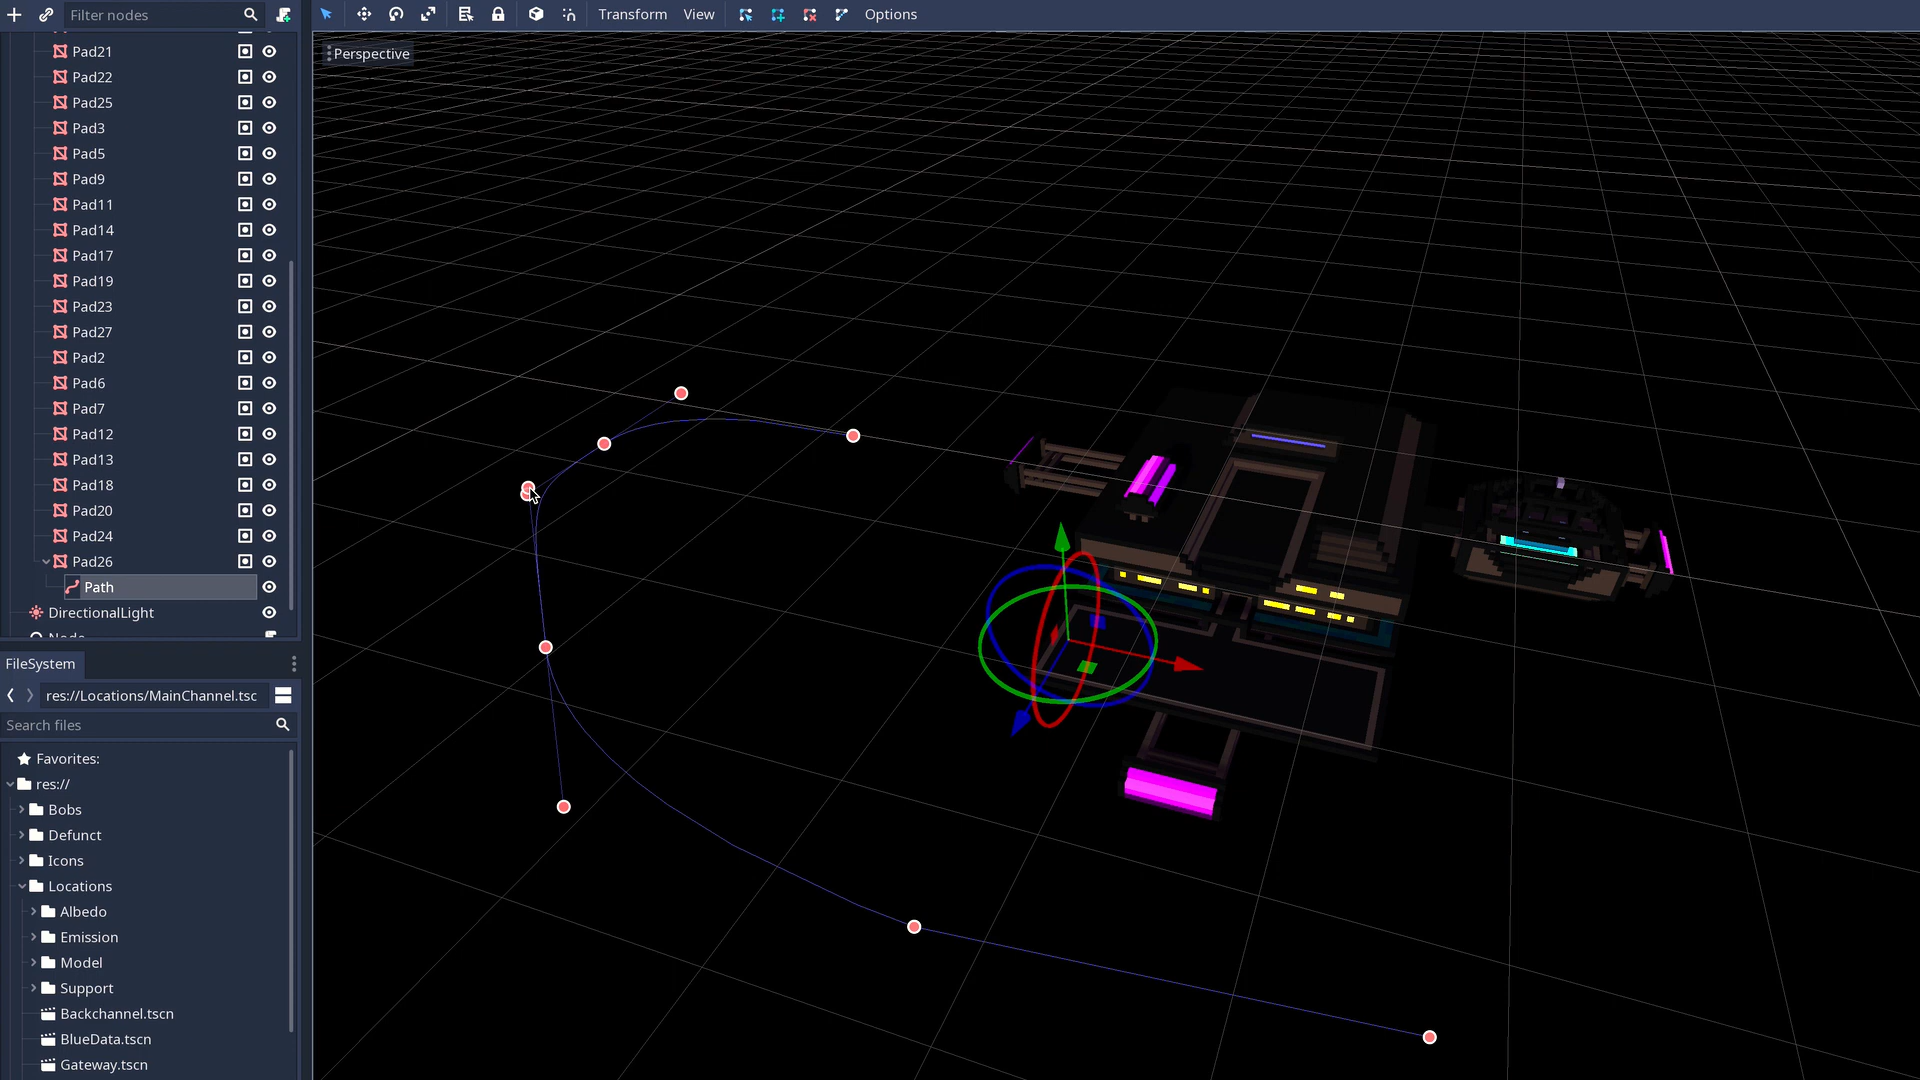 Filter nodes
Transform View Options
Perspective
Pad21
Pad22
Pad25
Pad3
Pad5
Pad9
Pad11
Pad14
Pad17
Pad19
Pad23
Pad27
Pad2
Pad6
Pad7
Pad12
Pad13
Pad18
Pad20
Pad24
Pad26
Path
DirectionalLight
Node
FileSystem
res://Locations/MainChannel.tsc
Search files
Favorites:
res://
Bobs
Defunct
Icons
Locations
Albedo
Emission
Model
Support
Backchannel.tscn
BlueData.tscn
Gateway.tscn